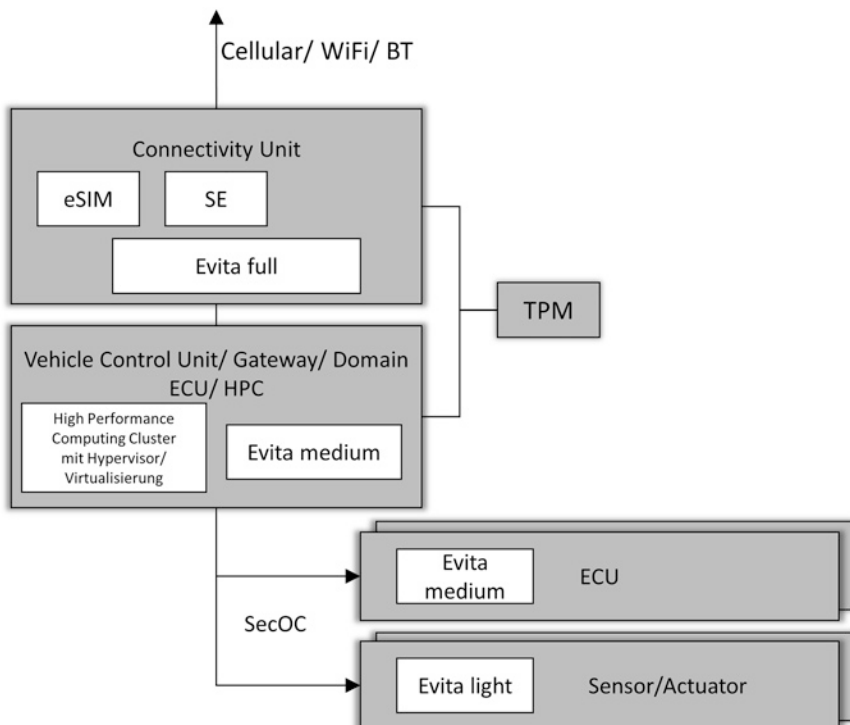 Cellular/ WiFi/ BT
Connectivity Unit
eSIM
SE
Evita full
TPM
Vehicle Control Unit/ Gateway/ Domain
ECU/ HPC
High Performance
Computing Cluster
mit Hypervisor/
Virtualisierung
Evita medium
Evita
medium
ECU
SecOC
Evita light
Sensor/Actuator